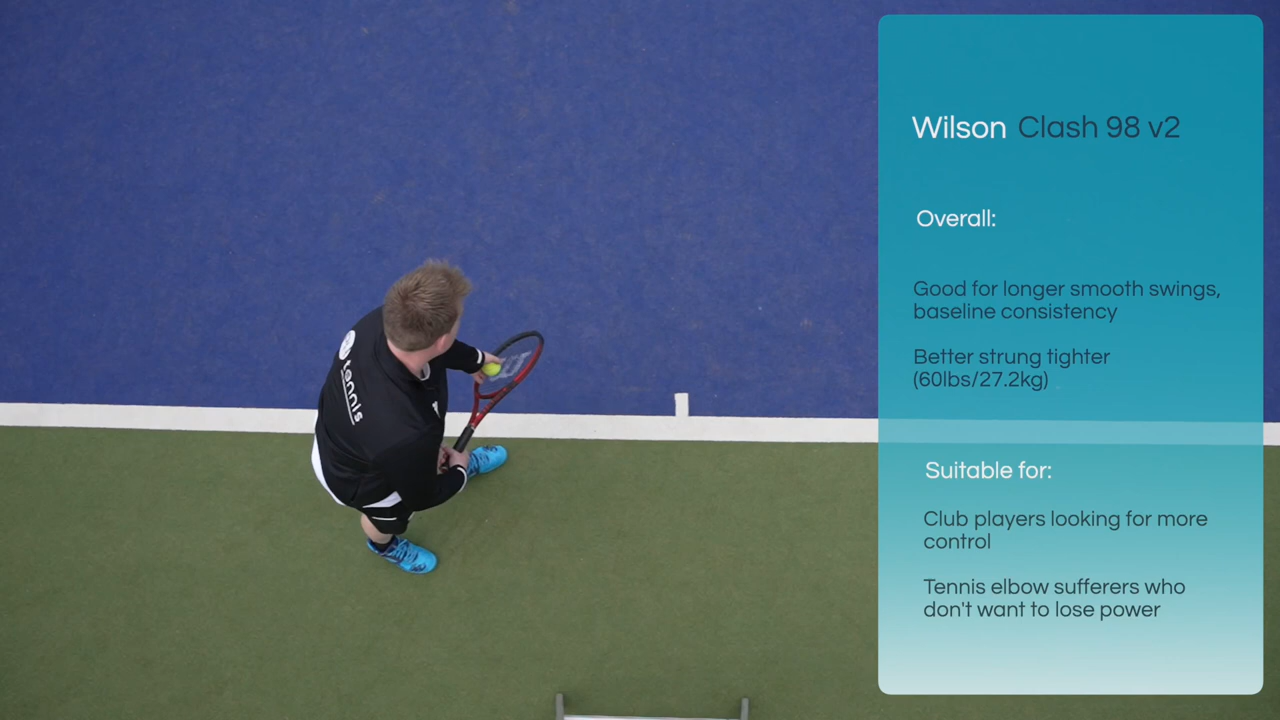 tennis
Wilson Clash 98 v2
Overall:
Good for longer smooth swings,
baseline consistency
Better strung tighter
(60lbs/27.2kg)
Suitable for:
Club players looking for more
control
Tennis elbow sufferers who
don't want to lose power